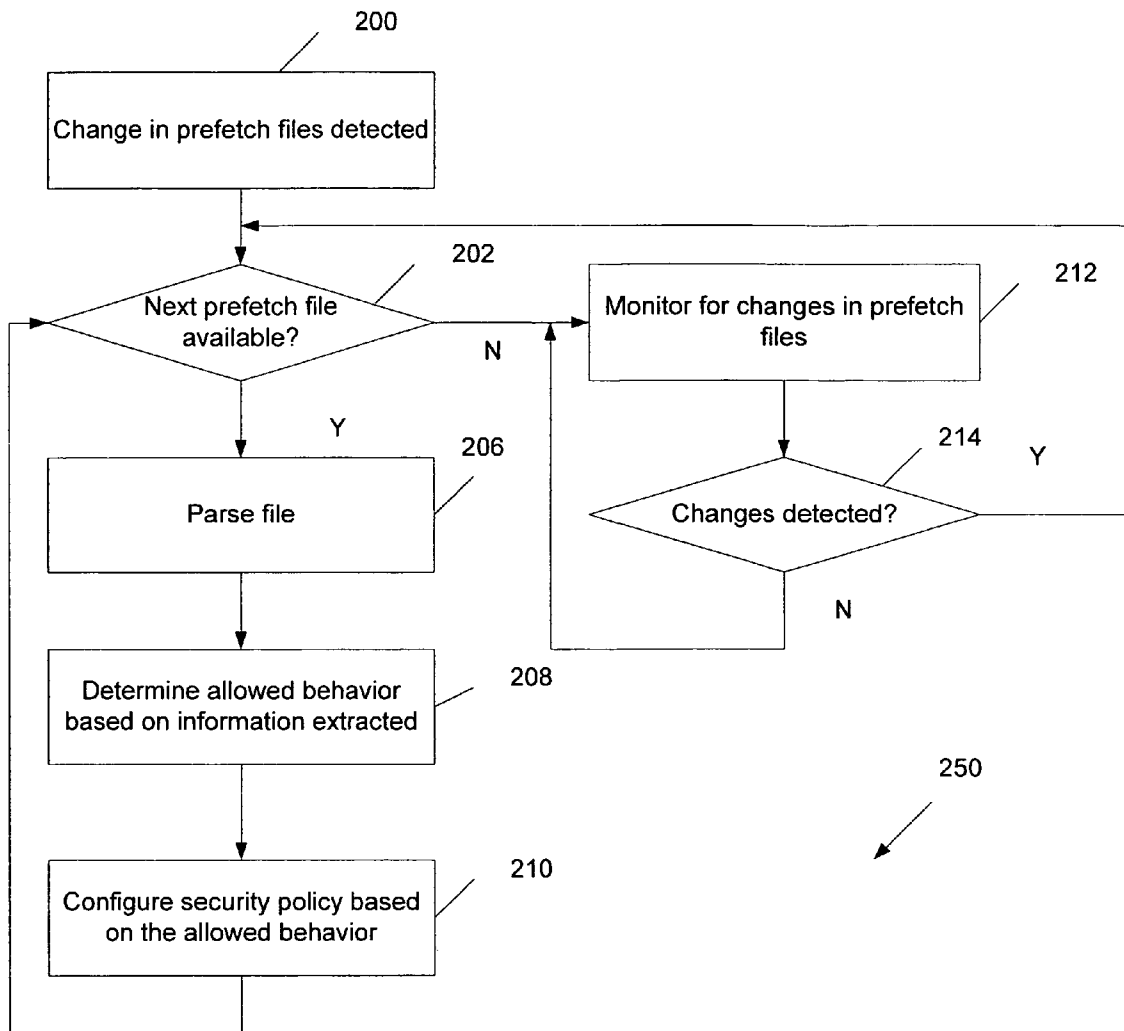 200
Change in prefetch files detected
202
Next prefetch file
available?
N
Y
212
Monitor for changes in prefetch
files
214
Changes detected?
Y
N
206
Parse file
208
Determine allowed behavior
based on information extracted
210
Configure security policy based
on the allowed behavior
250